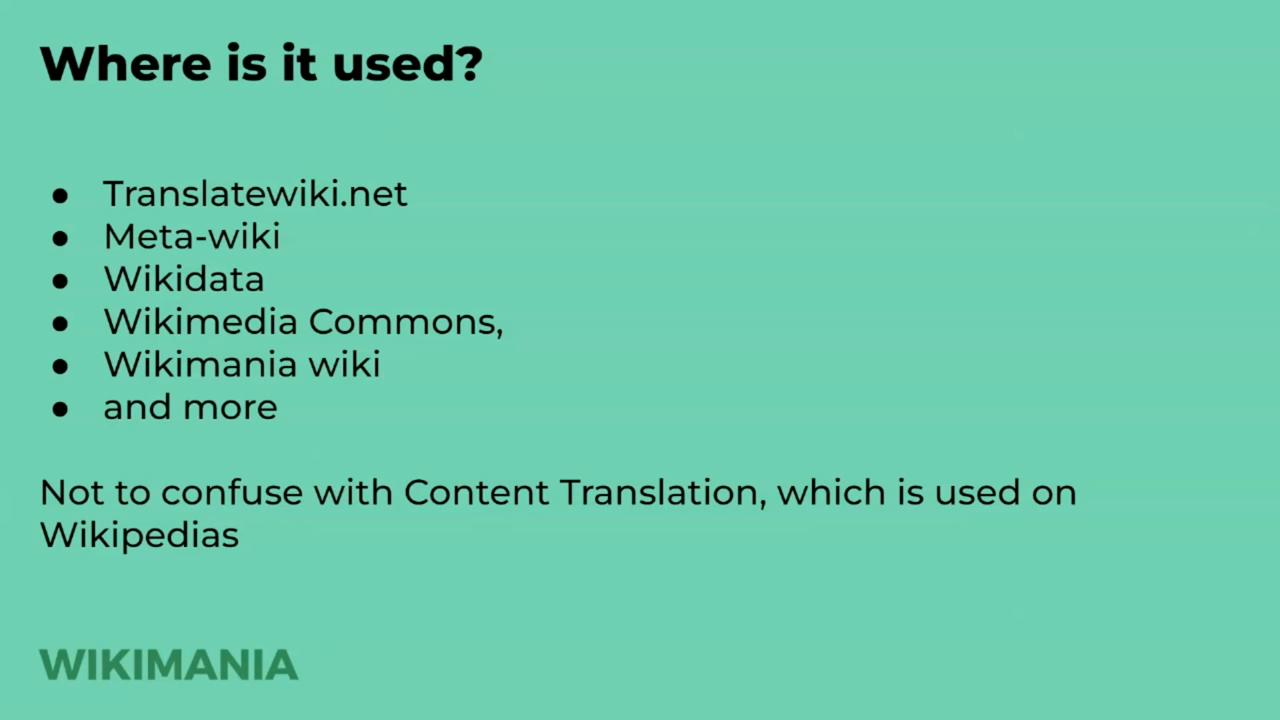 Where is it used?
● Translatewiki.net
● Meta-wiki
● Wikidata
● Wikimedia Commons,
● Wikimania wiki
● and more
Not to confuse with Content Translation, which is used on
Wikipedias
WIKIMANIA